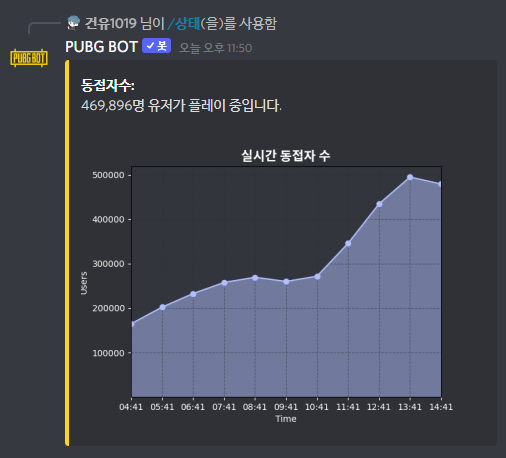 건유1019 님이 /상태(을)를 사용함
PUBG BOT
PUBG BOT ✓ 봇 오늘 오후 11:50
동접자수:
469,896명 유저가 플레이 중입니다.
실시간 동접자 수
500000
400000
300000
200000
100000
Users
04:41 05:41 06:41 07:41 08:41 09:41 10:41 11:41 12:41 13:41 14:41
Time